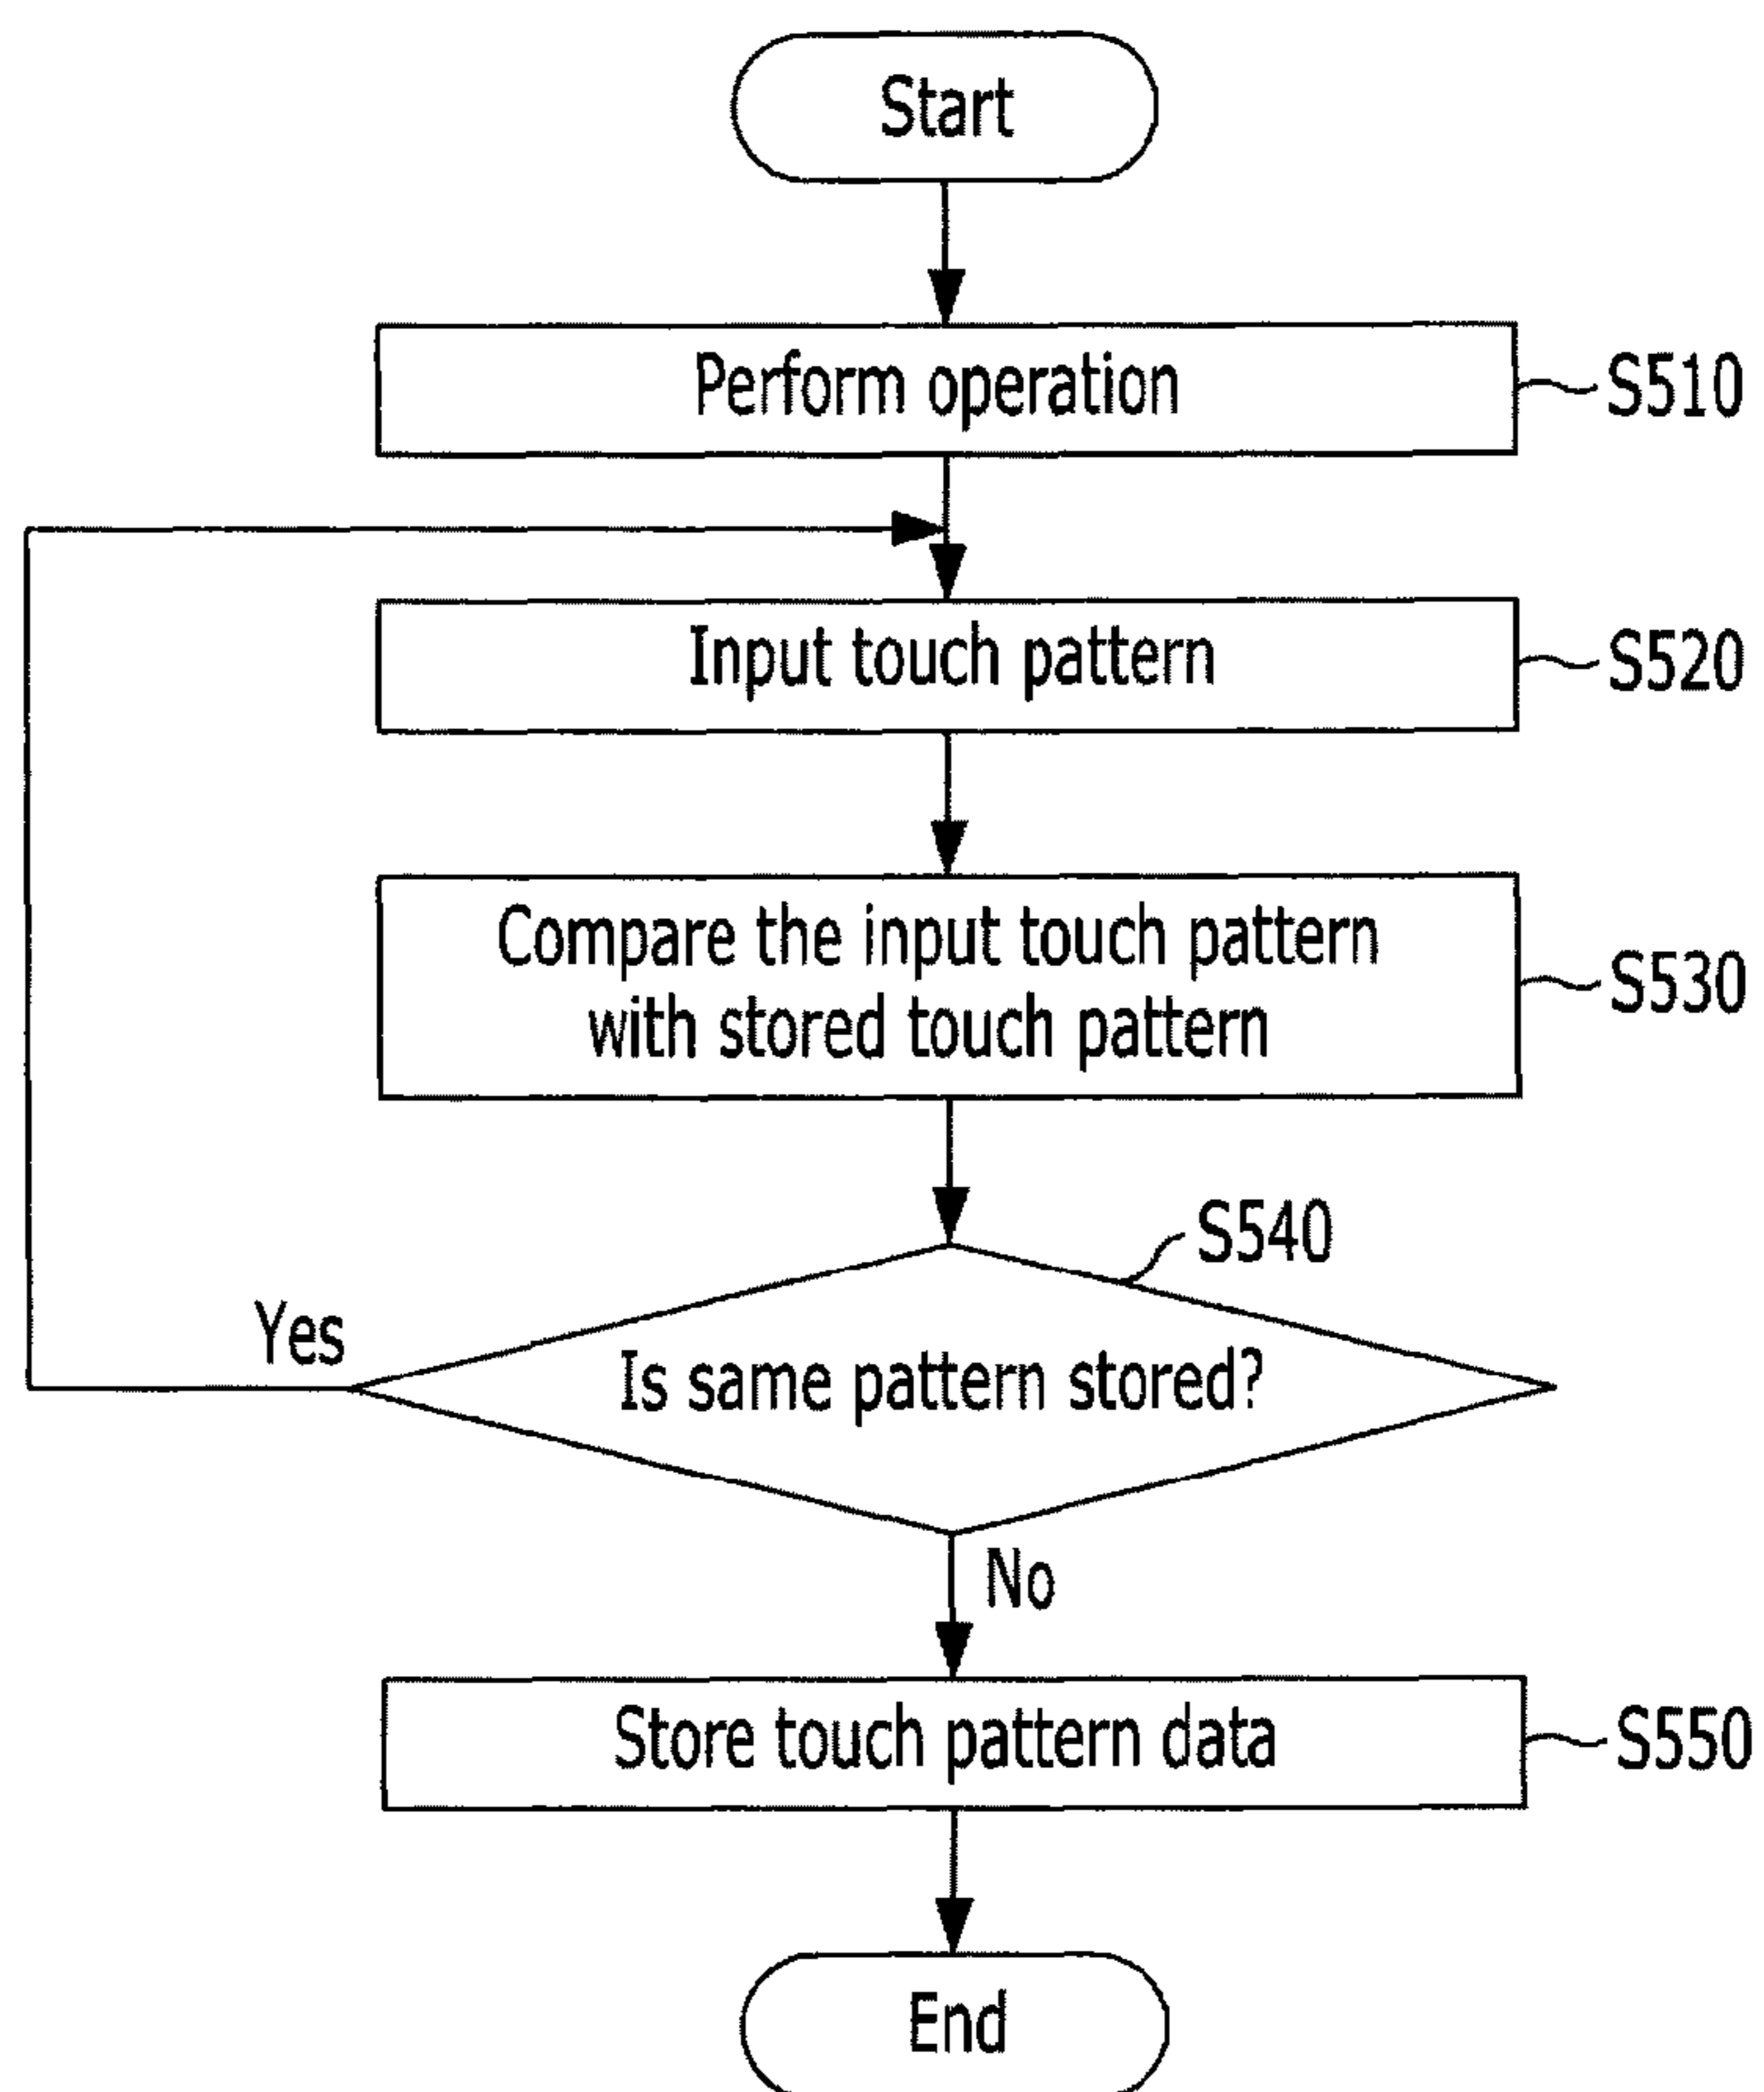 Start
Perform operation
S510
Input touch pattern
S520
Compare the input touch pattern
with stored touch pattern
S530
S540
Yes
Is same pattern stored?
No
Store touch pattern data
S550
End